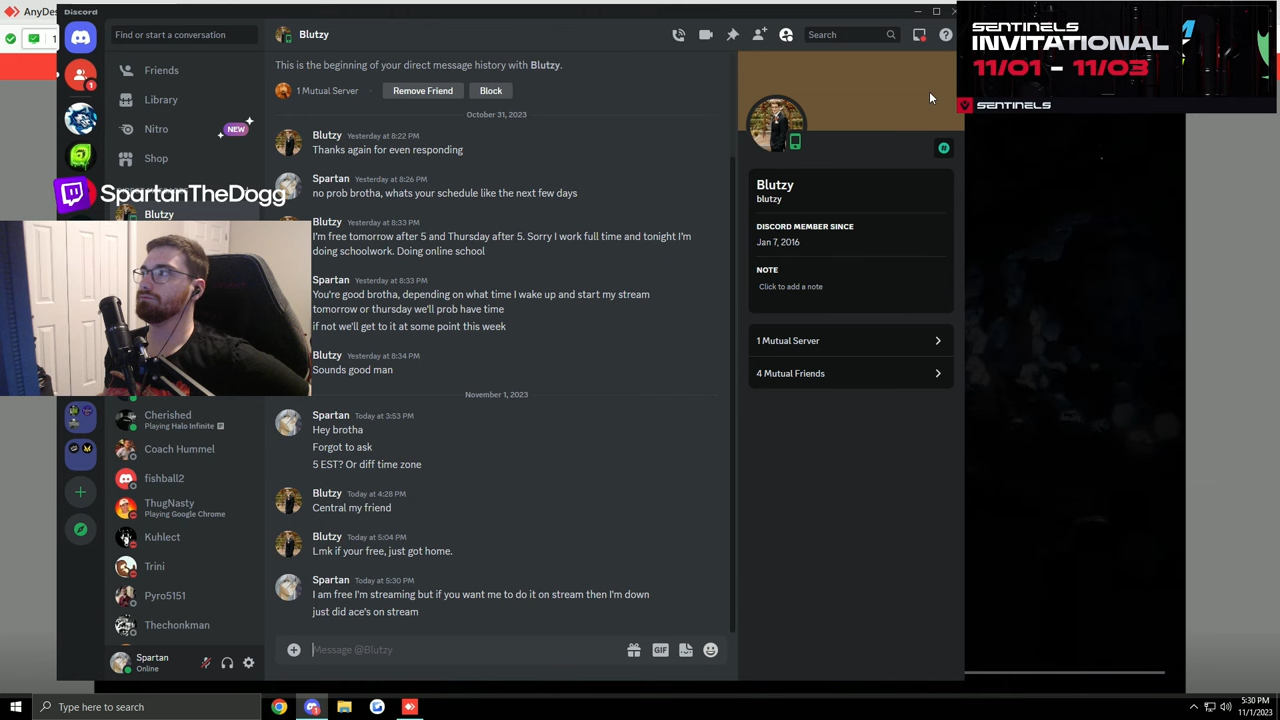 AnyDes
1
Discord
Find or start a conversation
Friends
1
Library
Nitro
NEW
Shop
SpartanTheDogg
Blutzy
Cherished
Playing Halo Infinite
Coach Hummel
fishball2
ThugNasty
Playing Google Chrome
Kuhlect
Trini
Pyro5151
Thechonkman
Spartan
Online
Blutzy
Search
This is the beginning of your direct message history with Blutzy.
1 Mutual Server
Remove Friend
Block
October 31, 2023
Blutzy Yesterday at 8:22 PM
Thanks again for even responding
Spartan Yesterday at 8:26 PM
no prob brotha, whats your schedule like the next few days
Blutzy Yesterday at 8:33 PM
I'm free tomorrow after 5 and Thursday after 5. Sorry I work full time and tonight I'm
doing schoolwork. Doing online school
Spartan Yesterday at 8:33 PM
You're good brotha, depending on what time I wake up and start my stream
tomorrow or thursday we'll prob have time
if not we'll get to it at some point this week
Blutzy Yesterday at 8:34 PM
Sounds good man
November 1, 2023
Spartan Today at 3:53 PM
Hey brotha
Forgot to ask
5 EST? Or diff time zone
Blutzy Today at 4:28 PM
Central my friend
Blutzy Today at 5:04 PM
Lmk if your free, just got home.
Spartan Today at 5:30 PM
I am free I'm streaming but if you want me to do it on stream then I'm down
just did ace's on stream
Message @Blutzy
GIF
Blutzy
blutzy
DISCORD MEMBER SINCE
Jan 7, 2016
NOTE
Click to add a note
1 Mutual Server
4 Mutual Friends
SENTINELS
INVITATIONAL
11/01 - 11/03
SENTINELS
Type here to search
5:30 PM
11/1/2023